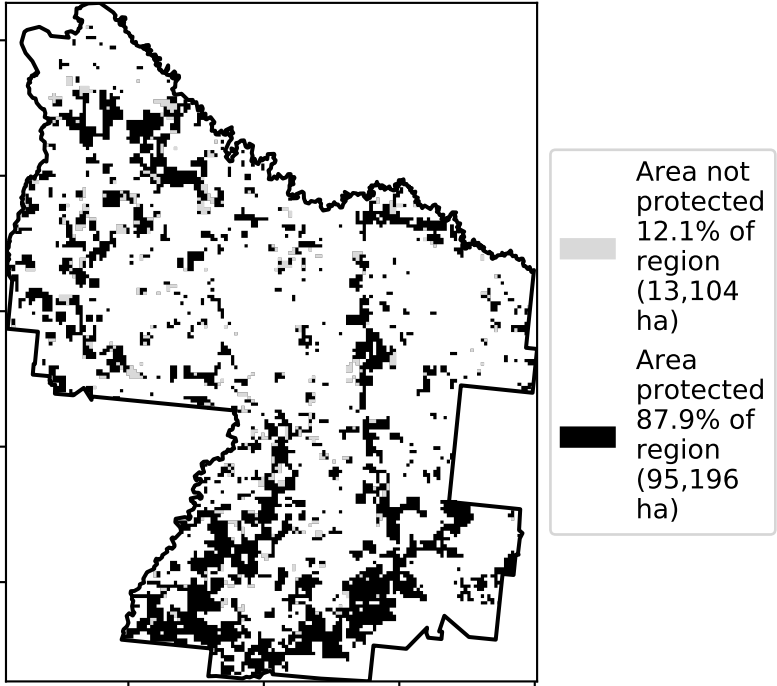 Area not
protected
12.1% of
region
(13,104
ha)
Area
protected
87.9% of
region
(95,196
ha)